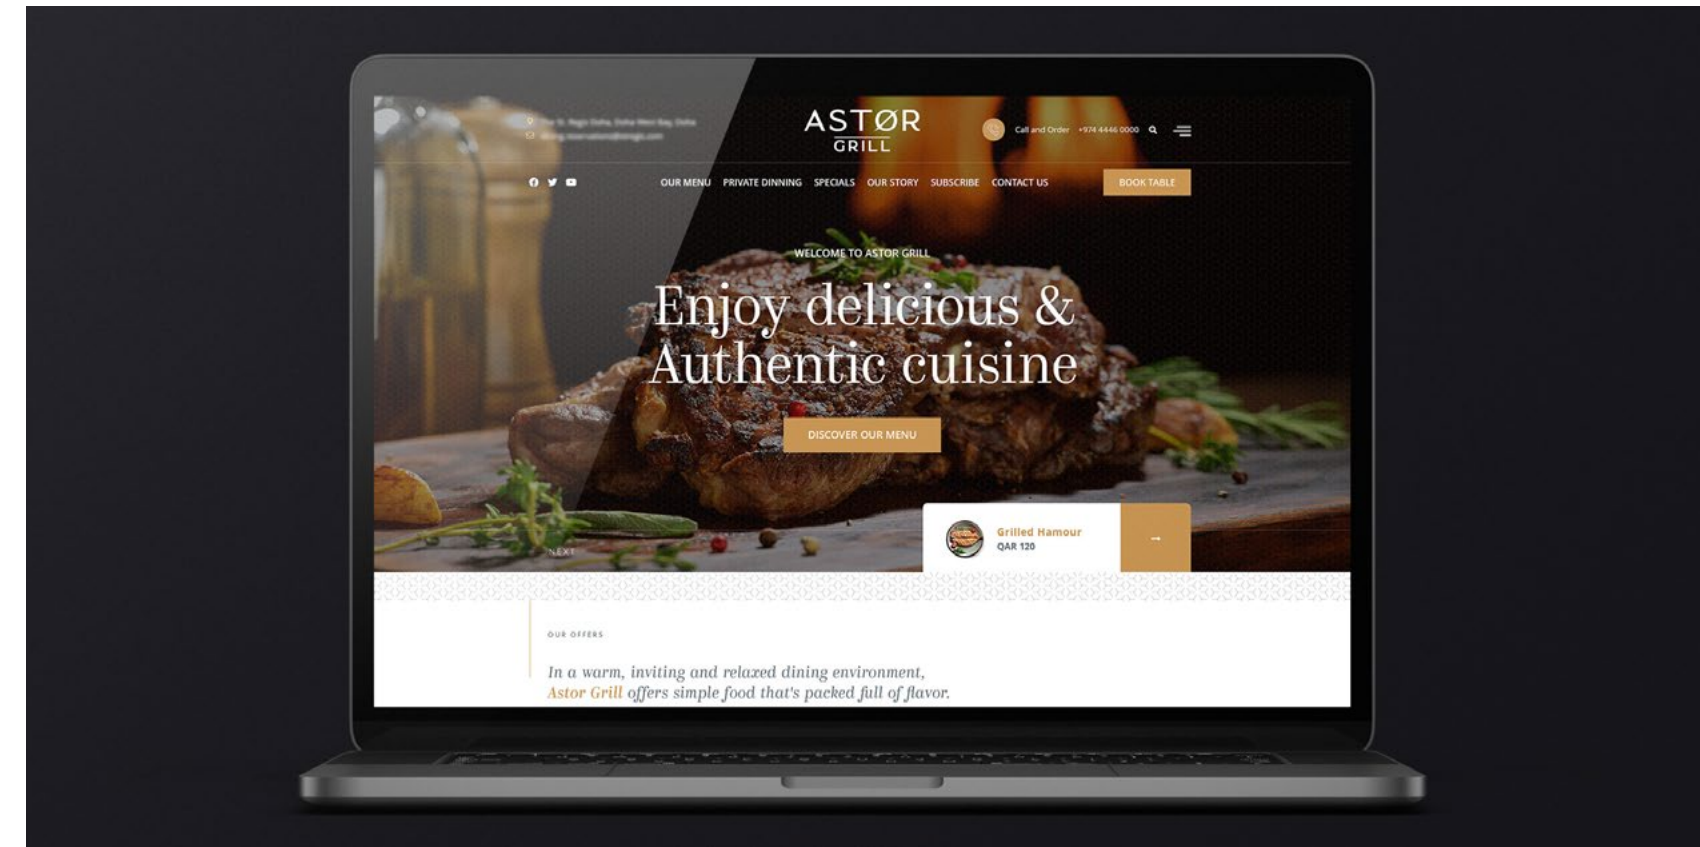 ASTØR
GRILL
Call and Order +974 4446 0000
OUR MENU PRIVATE DINNING SPECIALS OUR STORY SUBSCRIBE CONTACT US
BOOK TABLE
WELCOME TO ASTOR GRILL
Enjoy delicious &
Authentic cuisine
DISCOVER OUR MENU
Grilled Hamour
QAR 120
NEXT
OUR OFFERS
In a warm, inviting and relaxed dining environment,
Astor Grill offers simple food that's packed full of flavor.